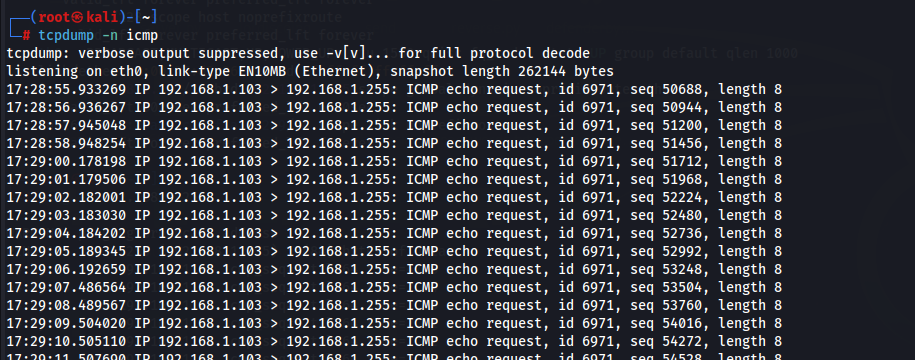 (root㉿kali)-[~]
# tcpdump -n icmp
tcpdump: verbose output suppressed, use -v[v]... for full protocol decode
listening on eth0, link-type EN10MB (Ethernet), snapshot length 262144 bytes
17:28:55.933269 IP 192.168.1.103 > 192.168.1.255: ICMP echo request, id 6971, seq 50688, length 8
17:28:56.936267 IP 192.168.1.103 > 192.168.1.255: ICMP echo request, id 6971, seq 50944, length 8
17:28:57.945048 IP 192.168.1.103 > 192.168.1.255: ICMP echo request, id 6971, seq 51200, length 8
17:28:58.948254 IP 192.168.1.103 > 192.168.1.255: ICMP echo request, id 6971, seq 51456, length 8
17:29:00.178198 IP 192.168.1.103 > 192.168.1.255: ICMP echo request, id 6971, seq 51712, length 8
17:29:01.179506 IP 192.168.1.103 > 192.168.1.255: ICMP echo request, id 6971, seq 51968, length 8
17:29:02.182001 IP 192.168.1.103 > 192.168.1.255: ICMP echo request, id 6971, seq 52224, length 8
17:29:03.183030 IP 192.168.1.103 > 192.168.1.255: ICMP echo request, id 6971, seq 52480, length 8
17:29:04.184202 IP 192.168.1.103 > 192.168.1.255: ICMP echo request, id 6971, seq 52736, length 8
17:29:05.189345 IP 192.168.1.103 > 192.168.1.255: ICMP echo request, id 6971, seq 52992, length 8
17:29:06.192659 IP 192.168.1.103 > 192.168.1.255: ICMP echo request, id 6971, seq 53248, length 8
17:29:07.486564 IP 192.168.1.103 > 192.168.1.255: ICMP echo request, id 6971, seq 53504, length 8
17:29:08.489567 IP 192.168.1.103 > 192.168.1.255: ICMP echo request, id 6971, seq 53760, length 8
17:29:09.504020 IP 192.168.1.103 > 192.168.1.255: ICMP echo request, id 6971, seq 54016, length 8
17:29:10.505110 IP 192.168.1.103 > 192.168.1.255: ICMP echo request, id 6971, seq 54272, length 8
17:29:11.507690 IP 192.168.1.103 > 192.168.1.255: ICMP echo request, id 6971, seq 54528, length 8